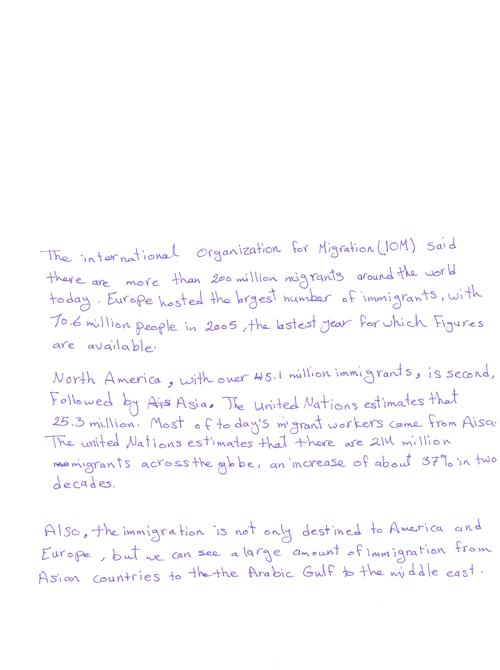 The international Organization for Migration (IOM) said
there are more than 200 million migrants around the world
today. Europe hosted the largest number of immigrants, with
70.6 million people in 2005, the lastest year for which Figures
are available.
North America, with over 45.1 million immigrants, is second,
Followed by Asia. The United Nations estimates that
25.3 million. Most of today's migrant workers come from Aisa.
The united Nations estimates that there are 214 million
migrants across the globe, an increase of about 37% in two
decades.
Also, the immigration is not only destined to America and
Europe, but we can see a large amount of immigration from
Asian countries to the the Arabic Gulf to the middle east.